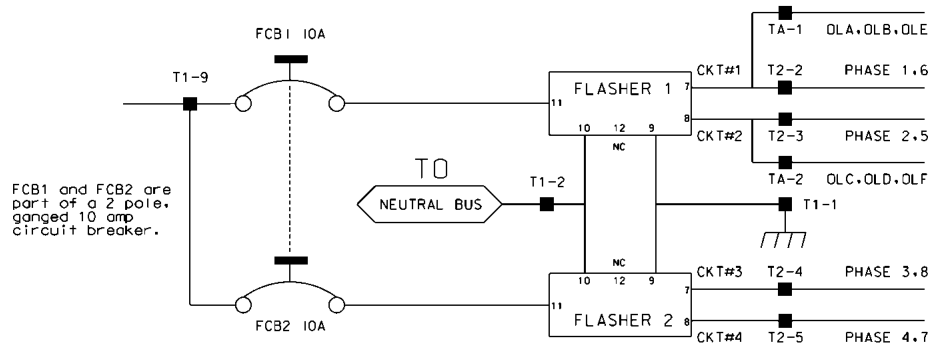 FCB1 10A
T1-9
TA-1 OLA,OLB,OLE
CKT#1 T2-2 PHASE 1,6
FLASHER 1
7
11
8
10 12 9
NC
CKT#2 T2-3 PHASE 2,5
TA-2 OLC,OLD,OLF
TO
NEUTRAL BUS
T1-2
T1-1
FCB1 and FCB2 are
part of a 2 pole,
ganged 10 amp
circuit breaker.
NC
10 12 9
CKT#3 T2-4 PHASE 3,8
7
11
FLASHER 2
8
FCB2 10A
CKT#4 T2-5 PHASE 4,7